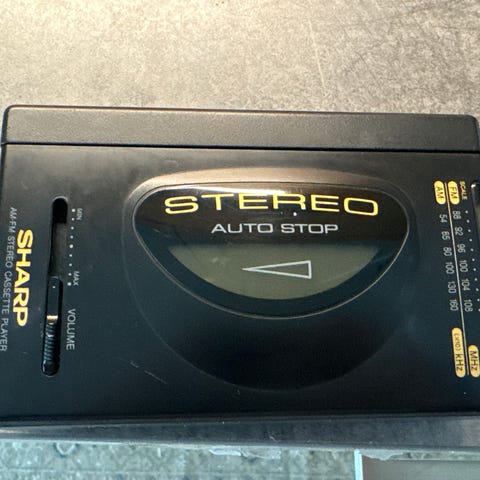 STEREO
AUTO STOP
SHARP
AM-FM STEREO CASSETTE PLAYER
MIN
MAX
VOLUME
SCALE
FM 88 92 96 100 104 108 MHz
AM 54 65 80 100 130 160 (x10) KHz